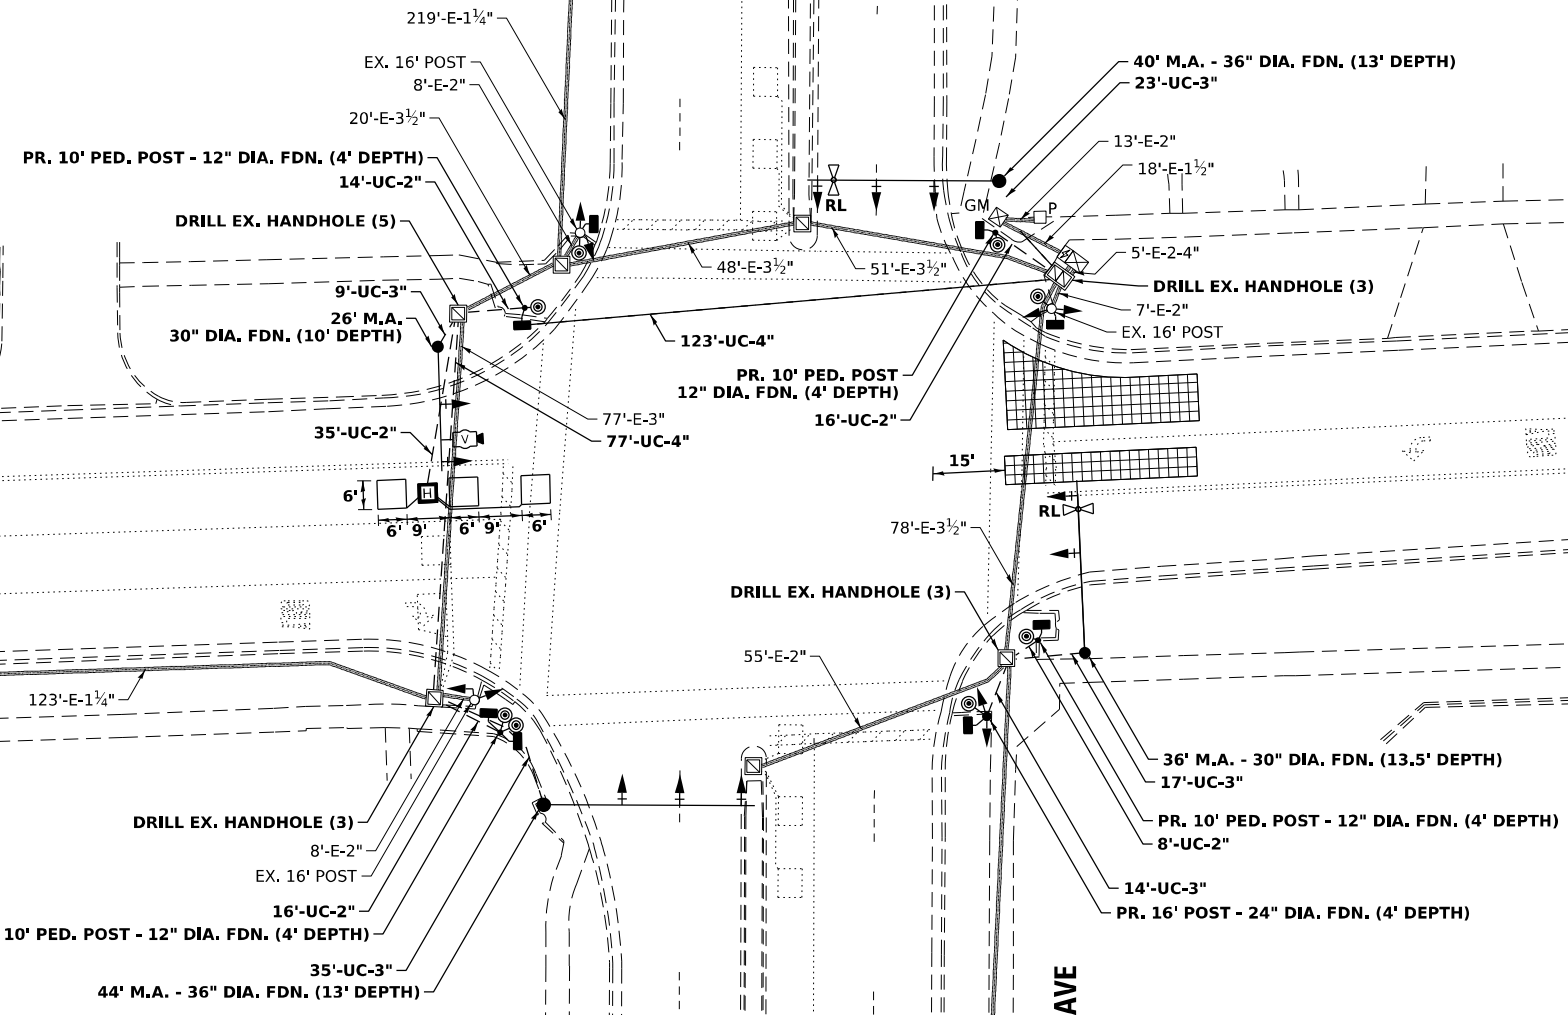 219'-E-1¼"
EX. 16' POST
8'-E-2"
20'-E-3½"
PR. 10' PED. POST - 12" DIA. FDN. (4' DEPTH)
14'-UC-2"
DRILL EX. HANDHOLE (5)
9'-UC-3"
26' M.A.
30" DIA. FDN. (10' DEPTH)
40' M.A. - 36" DIA. FDN. (13' DEPTH)
23'-UC-3"
13'-E-2"
18'-E-1½"
RL
GM
P
48'-E-3½"
51'-E-3½"
5'-E-2-4"
DRILL EX. HANDHOLE (3)
7'-E-2"
EX. 16' POST
123'-UC-4"
PR. 10' PED. POST
12" DIA. FDN. (4' DEPTH)
16'-UC-2"
77'-E-3"
77'-UC-4"
35'-UC-2"
V
H
6'
6'
9'
6'
9'
6'
15'
RL
78'-E-3½"
DRILL EX. HANDHOLE (3)
55'-E-2"
123'-E-1¼"
DRILL EX. HANDHOLE (3)
8'-E-2"
EX. 16' POST
16'-UC-2"
10' PED. POST - 12" DIA. FDN. (4' DEPTH)
35'-UC-3"
44' M.A. - 36" DIA. FDN. (13' DEPTH)
36' M.A. - 30" DIA. FDN. (13.5' DEPTH)
17'-UC-3"
PR. 10' PED. POST - 12" DIA. FDN. (4' DEPTH)
8'-UC-2"
14'-UC-3"
PR. 16' POST - 24" DIA. FDN. (4' DEPTH)
AVE